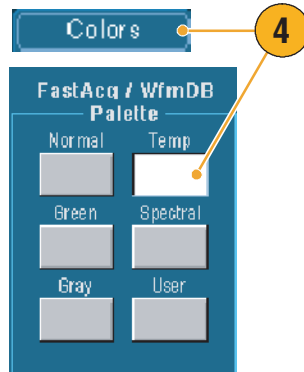 Colors
4
FastAcq / WfmDB
Palette
Normal Temp
Green Spectral
Gray User